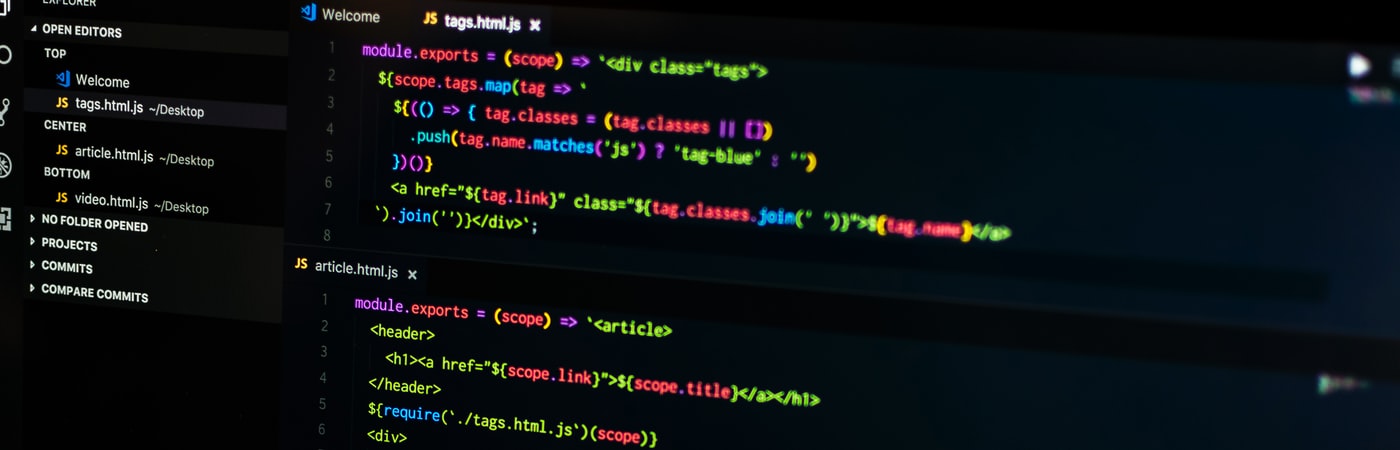 EXPLORER
OPEN EDITORS
TOP
Welcome
JS tags.html.js ~/Desktop
CENTER
JS article.html.js ~/Desktop
BOTTOM
JS video.html.js ~/Desktop
NO FOLDER OPENED
PROJECTS
COMMITS
COMPARE COMMITS
Welcome JS tags.html.js ×
1 module.exports = (scope) => `<div class="tags">
2 ${scope.tags.map(tag => `
3 ${(() => { tag.classes = (tag.classes || [])
4 .push(tag.name.matches('js') ? 'tag-blue' : '')
5 })()}
6 <a href="${tag.link}" class="${tag.classes.join(' ')}">${tag.name}</a>
7 `).join('')}</div>`;
8
JS article.html.js ×
1 module.exports = (scope) => `<article>
2 <header>
3 <h1><a href="${scope.link}">${scope.title}</a></h1>
4 </header>
5 ${require(`./tags.html.js`)(scope)}
6 <div>